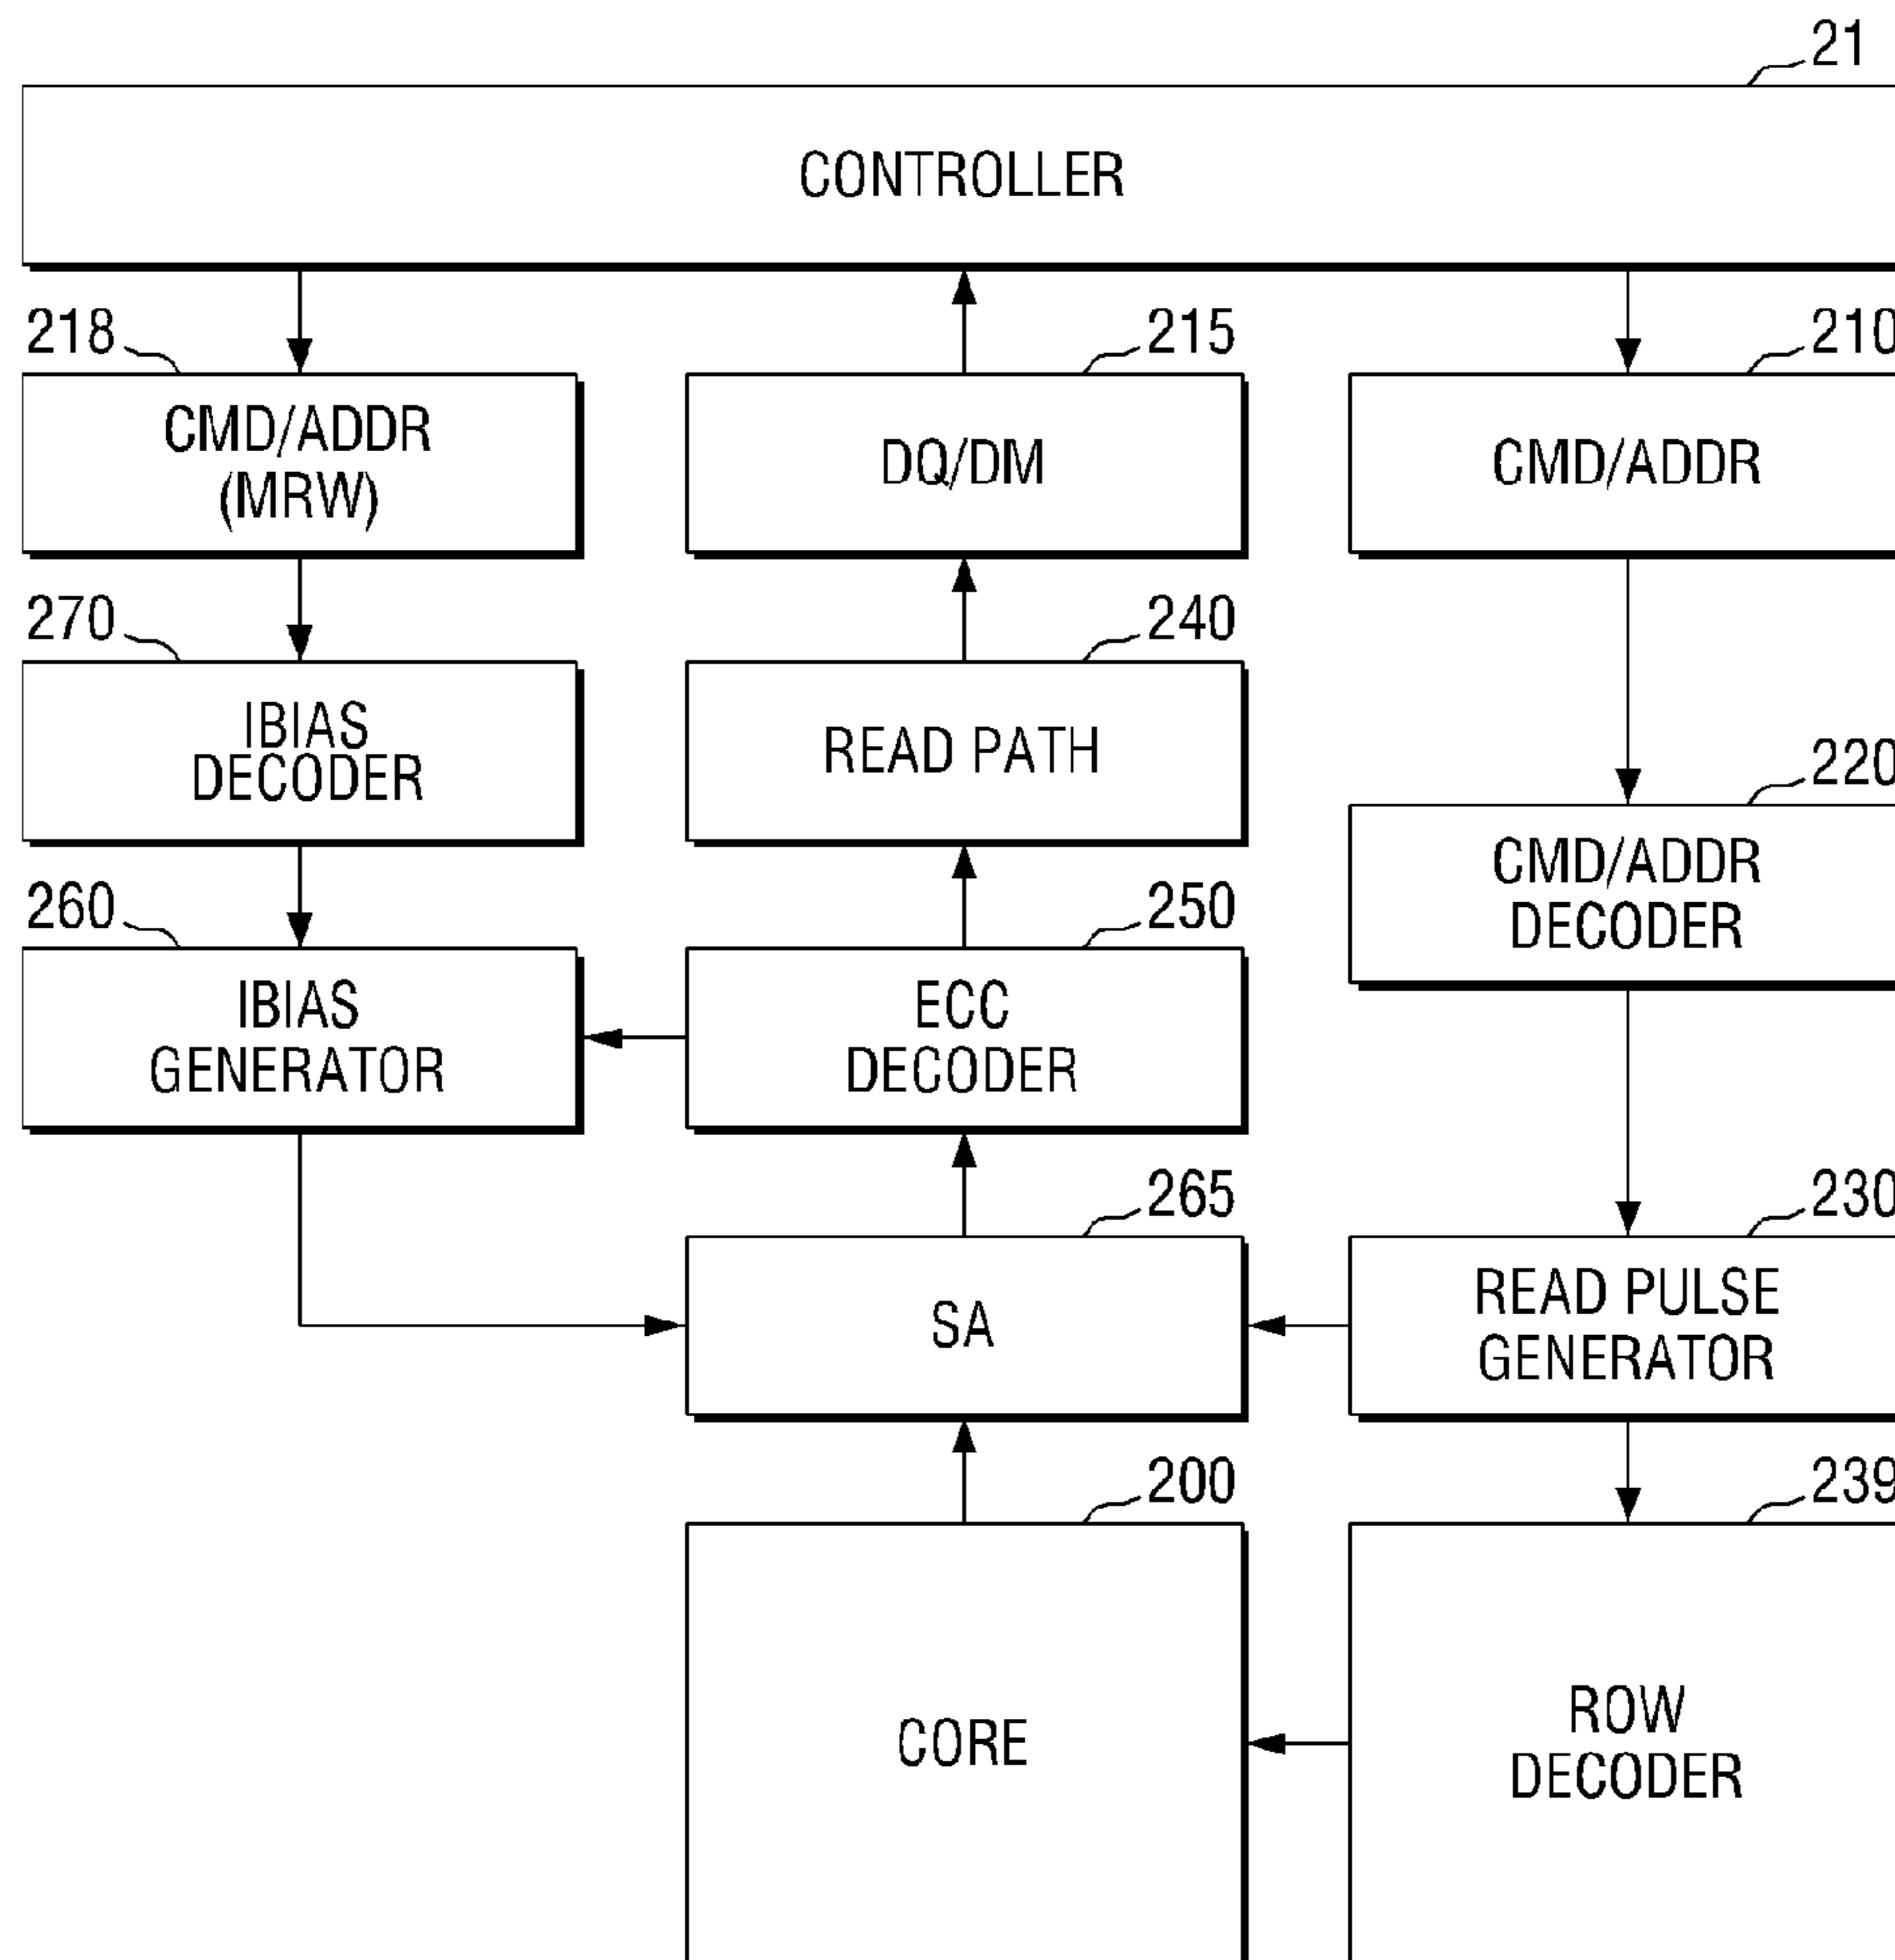 21
CONTROLLER
218
215
210
CMD/ADDR
(MRW)
DQ/DM
CMD/ADDR
270
240
IBIAS
DECODER
READ PATH
220
CMD/ADDR
DECODER
260
250
IBIAS
GENERATOR
ECC
DECODER
265
230
SA
READ PULSE
GENERATOR
200
239
CORE
ROW
DECODER